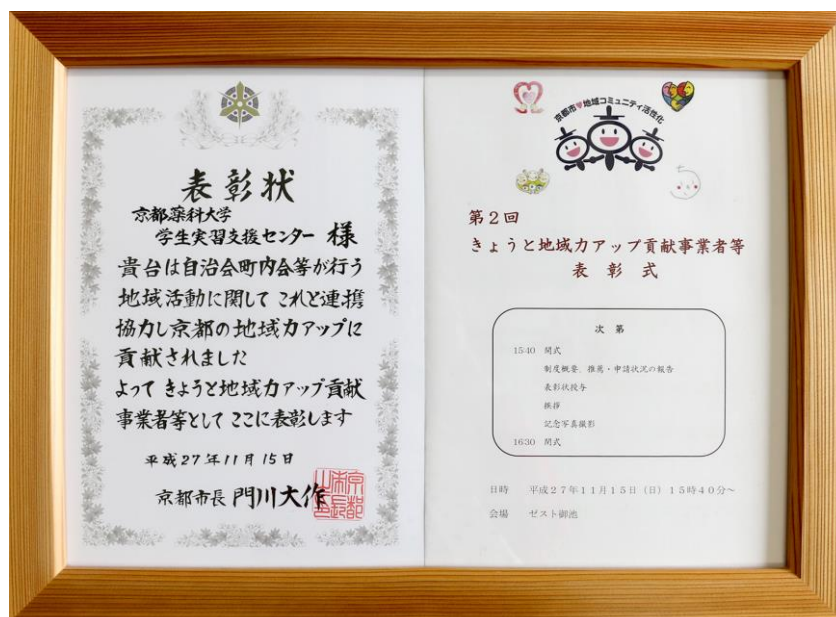 表彰状
京都薬科大学
学生実習支援センター 様
貴台は自治会町内会等が行う
地域活動に関して これと連携
協力し京都の地域力アップに
貢献されました
よって きょうと地域力アップ貢献
事業者等として ここに表彰します
平成27年11月15日
京都市長 門川大作
京都市長之印
京都市♥地域コミュニティ活性化
第2回
きょうと地域力アップ貢献事業者等
表彰式
次 第
1540 開式
制度概要、推薦・申請状況の報告
表彰状授与
挨拶
記念写真撮影
1630 閉式
日時 平成27年11月15日(日)15時40分~
会場 ゼスト御池